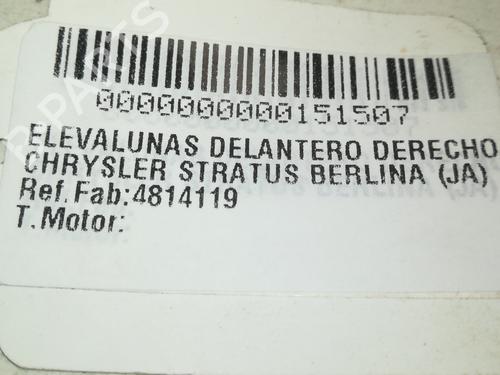 0000000000151507
ELEVALUNAS DELANTERO DERECHO
CHRYSLER STRATUS BERLINA (JA)
Ref.Fab:4814119
T.Motor: